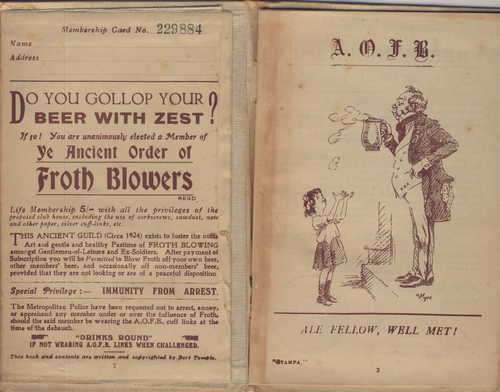 Membership Card No. 229884
Name
Address
DO YOU GOLLOP YOUR
BEER WITH ZEST?
If so! You are unanimously elected a Member of
Ye Ancient Order of
Froth Blowers
REGD
Life Membership 5/- with all the privileges of the
proposed club house, including the use of corkscrews, sawdust, note
and other paper, silver cuff-links, etc.
THIS ANCIENT GUILD (Circa 1924) exists to foster the noble
Art and gentle and healthy Pastime of FROTH BLOWING
amongst Gentlemen-of-Leisure and Ex-Soldiers. After payment of
Subscription you will be Permitted to Blow Froth off your own beer,
other members' beer, and occasionally off non-members' beer,
provided that they are not looking or are of a peaceful disposition
Special Privilege:— IMMUNITY FROM ARREST.
The Metropolitan Police have been requested not to arrest, annoy,
or apprehend any member under or over the influence of Froth,
should the said member be wearing the A.O.F.B. cuff links at the
time of the debauch.
"DRINKS ROUND"
IF NOT WEARING A.O.F.B. LINKS WHEN CHALLENGED.
This book and contents are written and copyrighted by Bert Temple.
A. O. F. B.
ALE FELLOW, WELL MET!
"STAMPA."
3